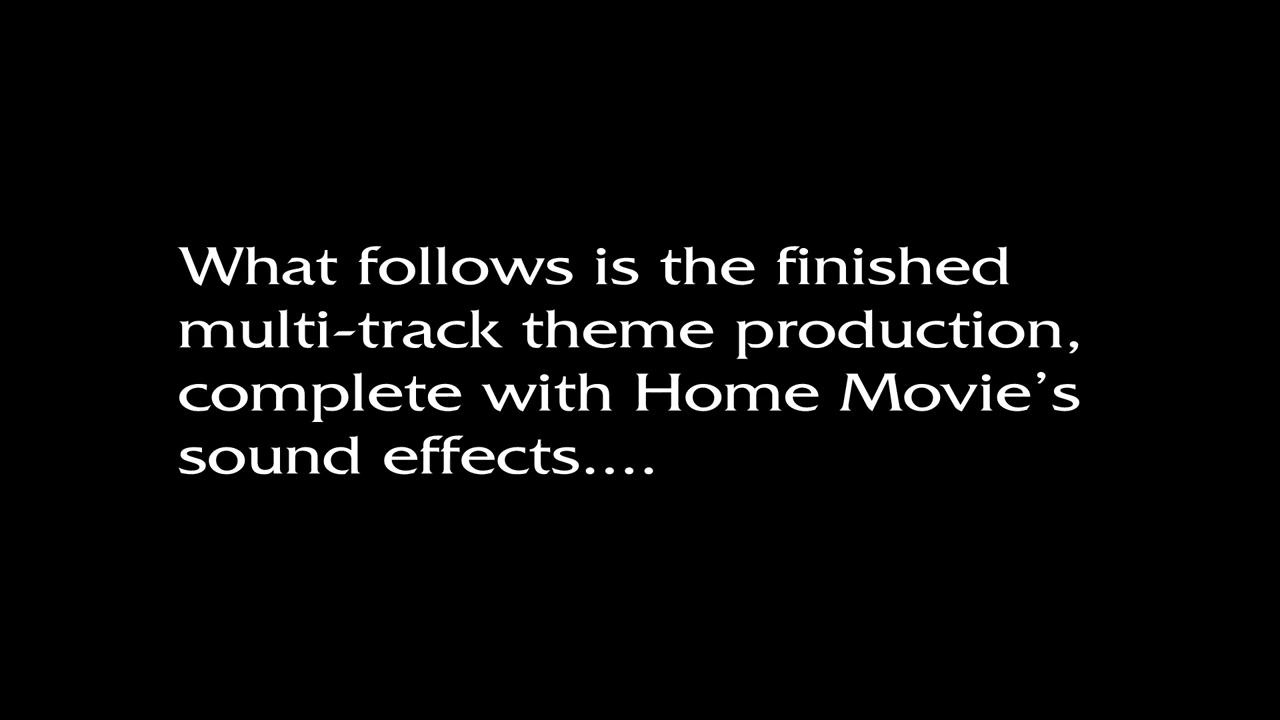 What follows is the finished
multi-track theme production,
complete with Home Movie’s
sound effects....